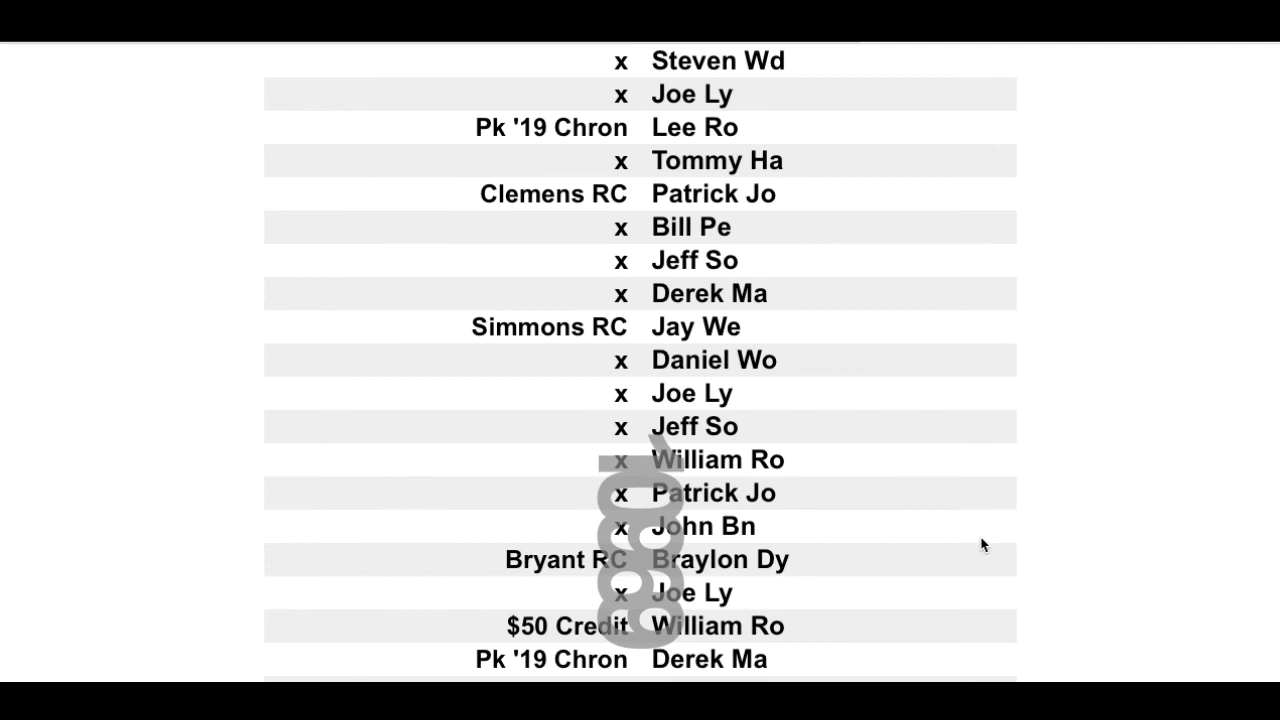 x Steven Wd
x Joe Ly
Pk '19 Chron Lee Ro
x Tommy Ha
Clemens RC Patrick Jo
x Bill Pe
x Jeff So
x Derek Ma
Simmons RC Jay We
x Daniel Wo
x Joe Ly
x Jeff So
x William Ro
x Patrick Jo
x John Bn
Bryant RC Braylon Dy
x Joe Ly
$50 Credit William Ro
Pk '19 Chron Derek Ma